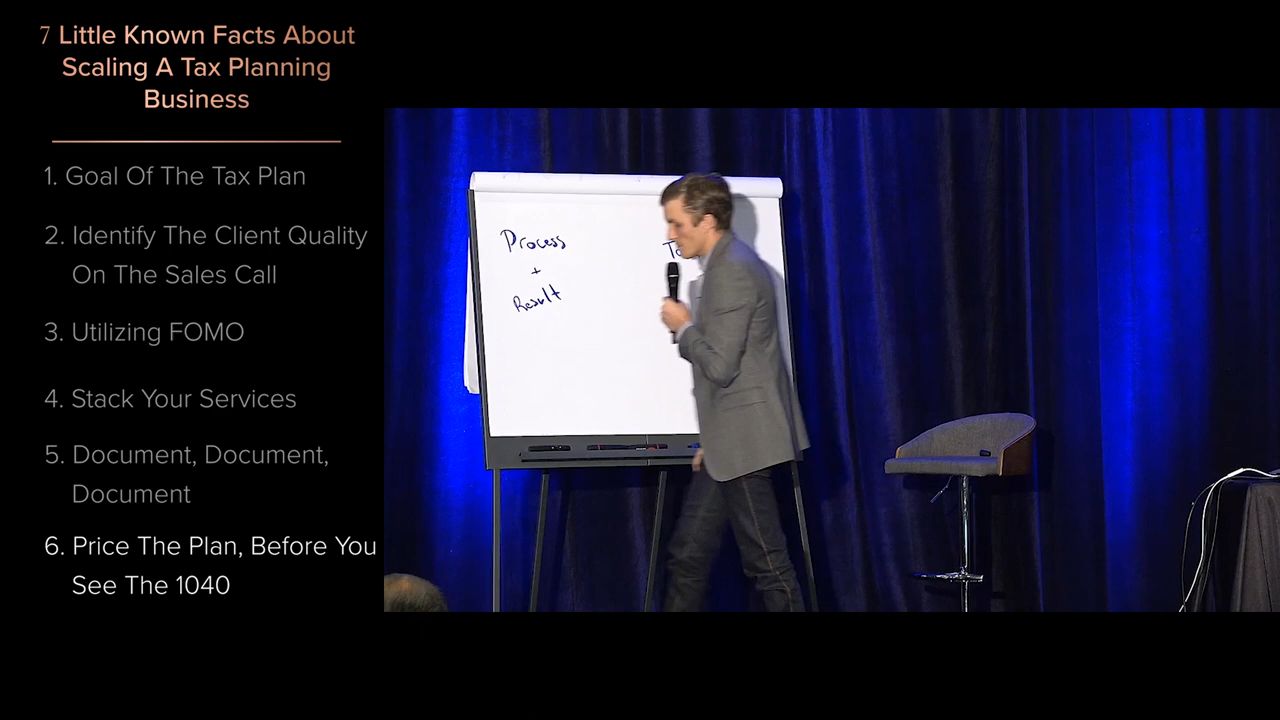 7 Little Known Facts About
Scaling A Tax Planning
Business
1. Goal Of The Tax Plan
2. Identify The Client Quality
On The Sales Call
3. Utilizing FOMO
4. Stack Your Services
5. Document, Document,
Document
6. Price The Plan, Before You
See The 1040
Process
+
Result